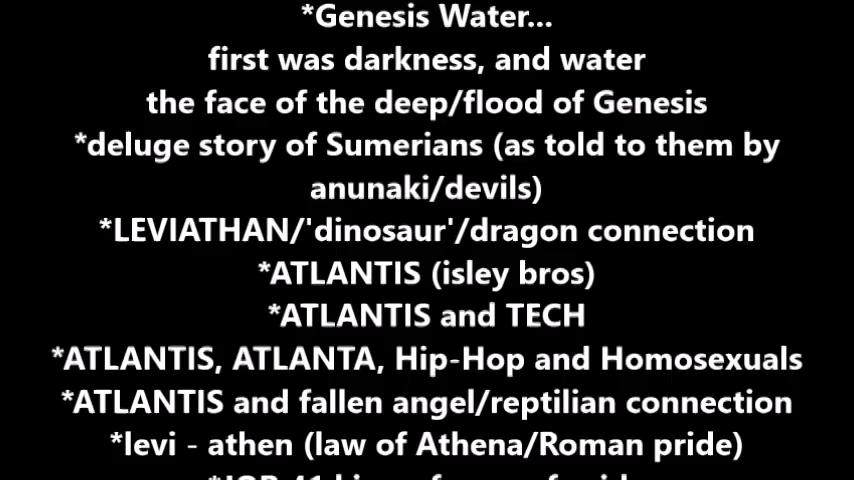 *Genesis Water...
first was darkness, and water
the face of the deep/flood of Genesis
*deluge story of Sumerians (as told to them by
anunaki/devils)
*LEVIATHAN/'dinosaur'/dragon connection
*ATLANTIS (isley bros)
*ATLANTIS and TECH
*ATLANTIS, ATLANTA, Hip-Hop and Homosexuals
*ATLANTIS and fallen angel/reptilian connection
*levi - athen (law of Athena/Roman pride)
*JOB 41